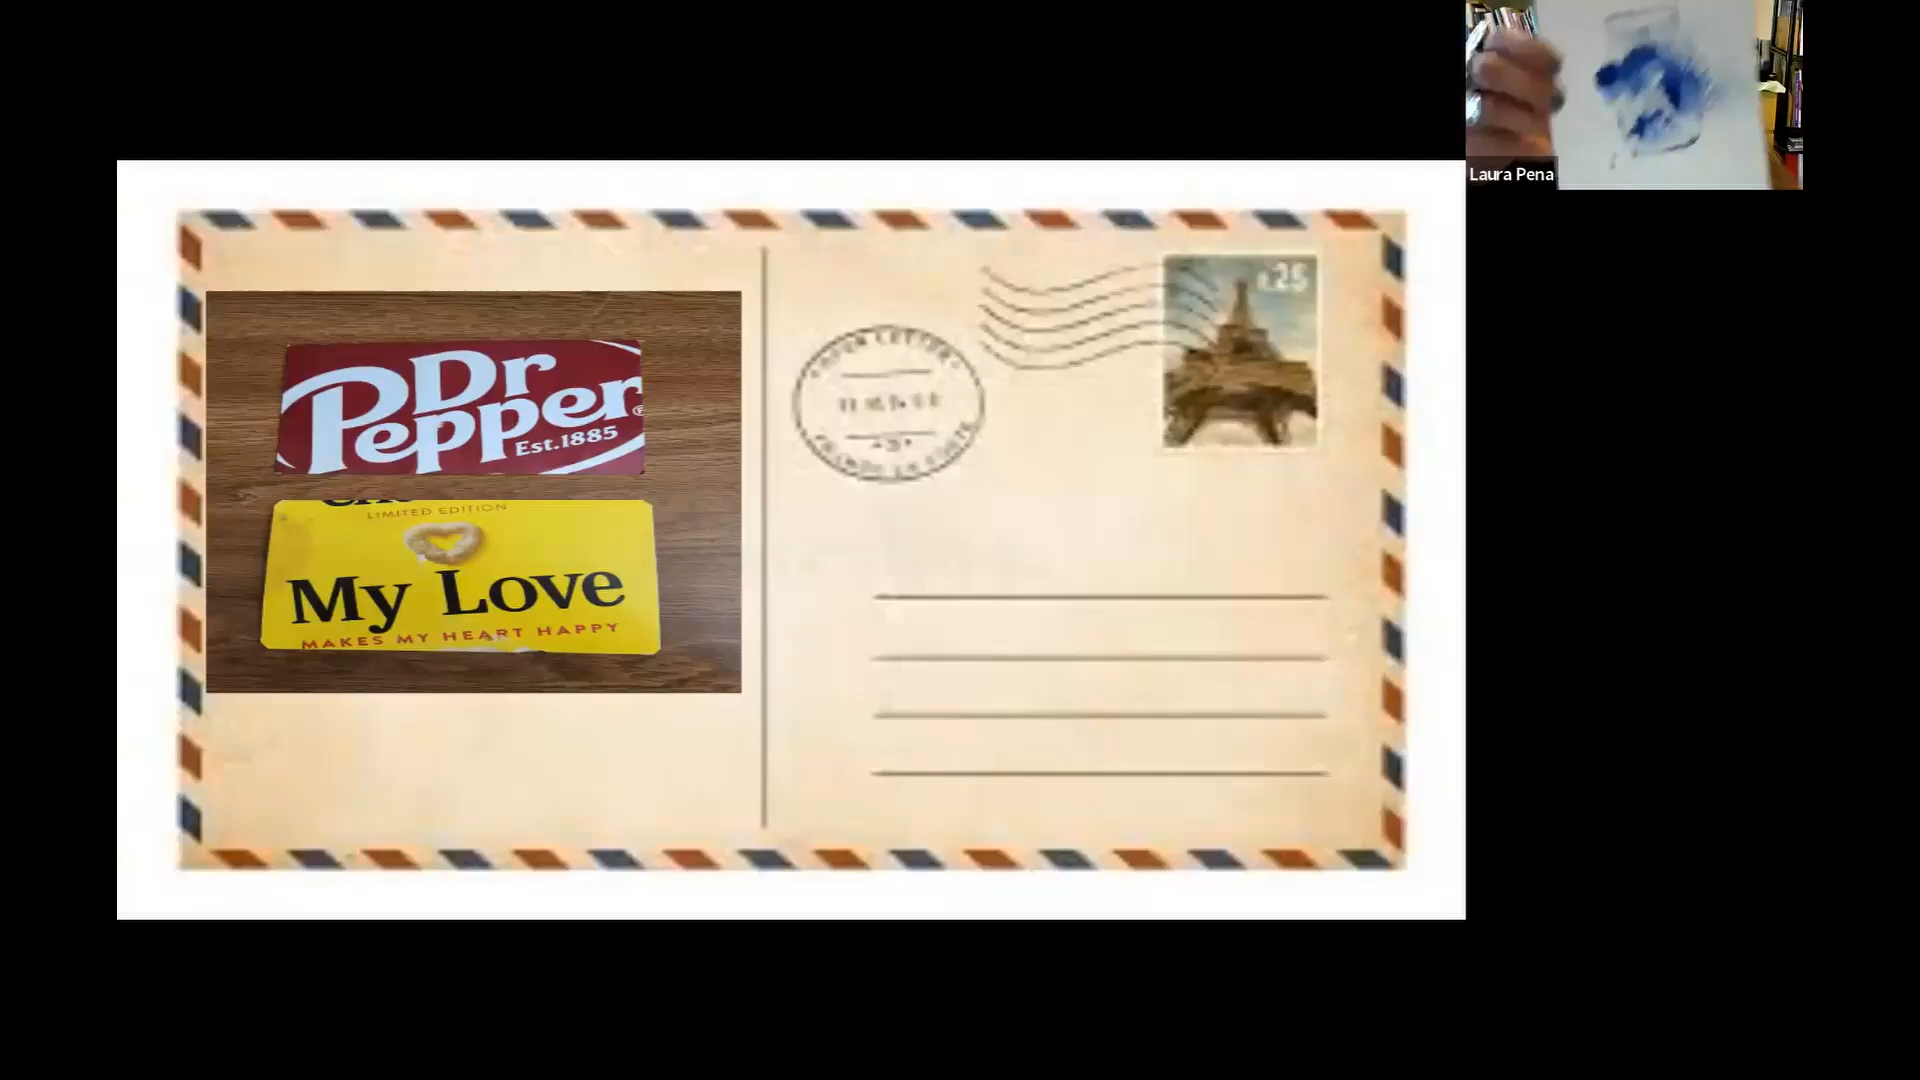 Laura Pena
Dr
Pepper®
Est.1885
LIMITED EDITION
My Love
MAKES MY HEART HAPPY
25